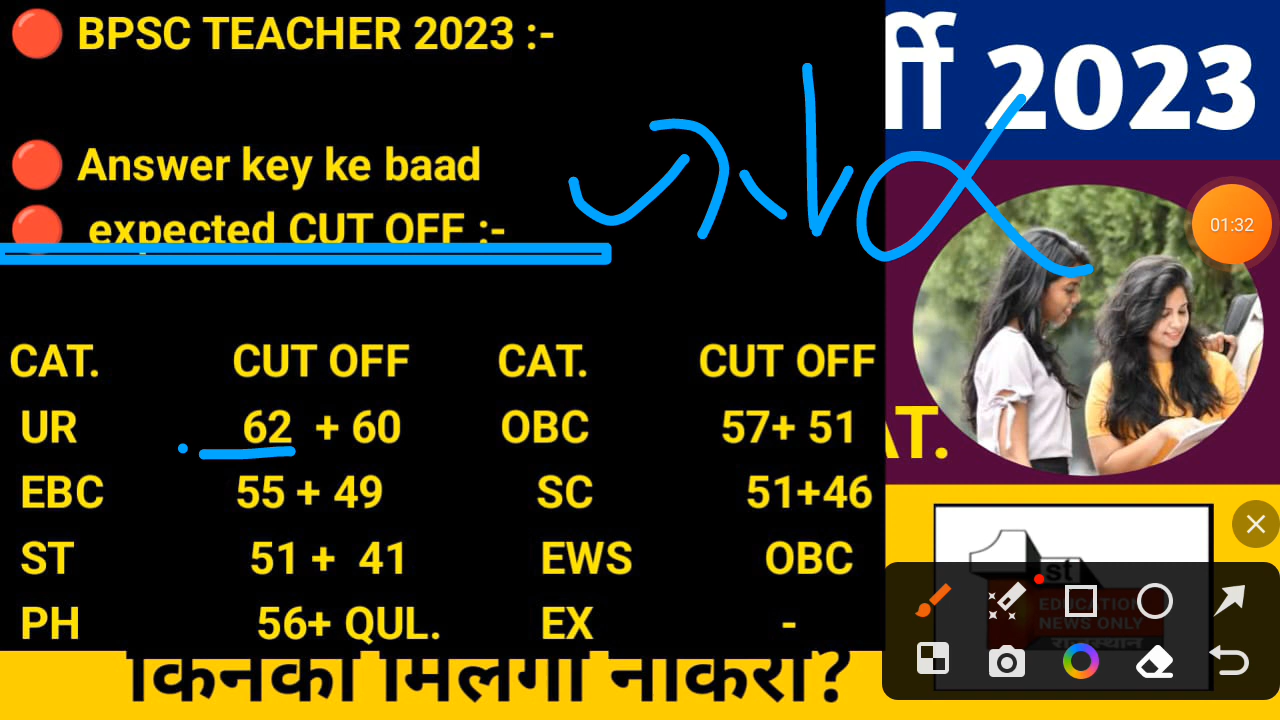 🔴 BPSC TEACHER 2023 :-
2023
🔴 Answer key ke baad
🔴 expected CUT OFF :-
01:32
CAT. CUT OFF CAT. CUT OFF
UR 62 + 60 OBC 57+ 51
AT.
EBC 55 + 49 SC 51+46
ST 51 + 41 EWS OBC
PH 56+ QUL. EX -
1st
EDUCATION
NEWS ONLY
राजस्थान
किनको मिलेगी नौकरी?